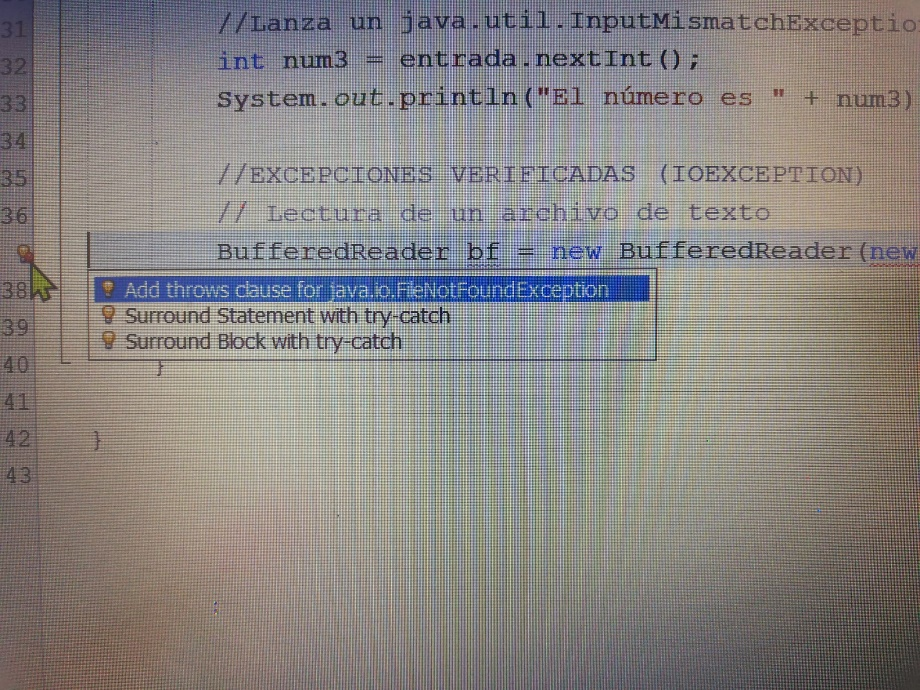 31 //Lanza un java.util.InputMismatchExceptio
32 int num3 = entrada.nextInt();
33 System.out.println("El número es " + num3)
34
35 //EXCEPCIONES VERIFICADAS (IOEXCEPTION)
36 // Lectura de un archivo de texto
BufferedReader bf = new BufferedReader(new
38 Add throws clause for java.io.FileNotFoundException
39 Surround Statement with try-catch
Surround Block with try-catch
40 }
41
42 }
43